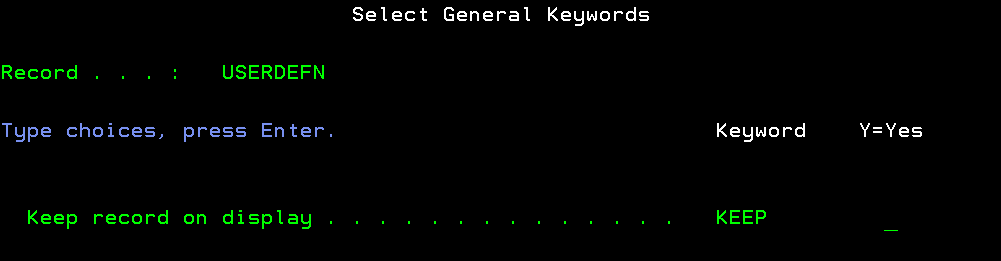 Select General Keywords
Record . . . :   USERDEFN
Type choices, press Enter.   Keyword   Y=Yes
Keep record on display . . . . . . . . . . . . . .   KEEP   _